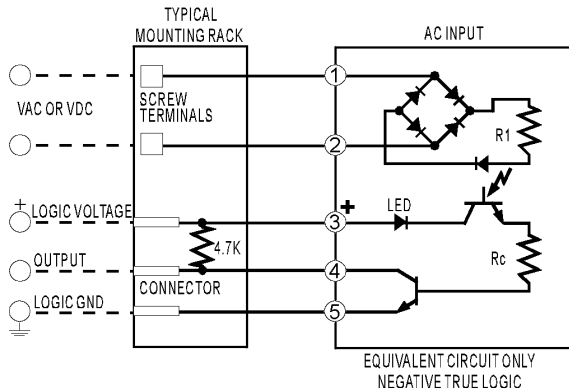 TYPICAL
MOUNTING RACK
AC INPUT
1
SCREW
TERMINALS
VAC OR VDC
R1
2
+
LOGIC VOLTAGE
+
3
LED
4.7K
Rc
OUTPUT
4
CONNECTOR
LOGIC GND
5
EQUIVALENT CIRCUIT ONLY
NEGATIVE TRUE LOGIC